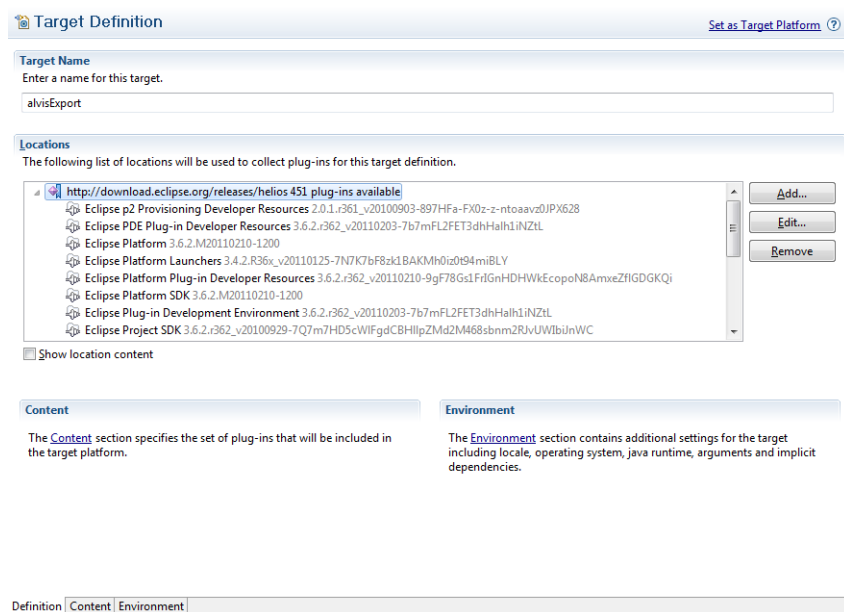 Target Definition
Set as Target Platform
Target Name
Enter a name for this target.
alvisExport
Locations
The following list of locations will be used to collect plug-ins for this target definition.
http://download.eclipse.org/releases/helios 451 plug-ins available
Eclipse p2 Provisioning Developer Resources 2.0.1.r361_v20100903-897HFa-FX0z-z-ntoaavz0JPX628
Eclipse PDE Plug-in Developer Resources 3.6.2.r362_v20110203-7b7mFL2FET3dhHalh1iNZtL
Eclipse Platform 3.6.2.M20110210-1200
Eclipse Platform Launchers 3.4.2.R36x_v20110125-7N7K7bF8zk1BAKMh0iz0t94miBLY
Eclipse Platform Plug-in Developer Resources 3.6.2.r362_v20110210-9gF78Gs1FrIGnHDHWkEcopoN8AmxeZflGDGKQi
Eclipse Platform SDK 3.6.2.M20110210-1200
Eclipse Plug-in Development Environment 3.6.2.r362_v20110203-7b7mFL2FET3dhHalh1iNZtL
Eclipse Project SDK 3.6.2.r362_v20100929-7Q7m7HD5cWIFgdCBHIlpZMd2M468sbnm2RJvUWIbiJnWC
Add...
Edit...
Remove
Show location content
Content
The Content section specifies the set of plug-ins that will be included in
the target platform.
Environment
The Environment section contains additional settings for the target
including locale, operating system, java runtime, arguments and implicit
dependencies.
Definition Content Environment